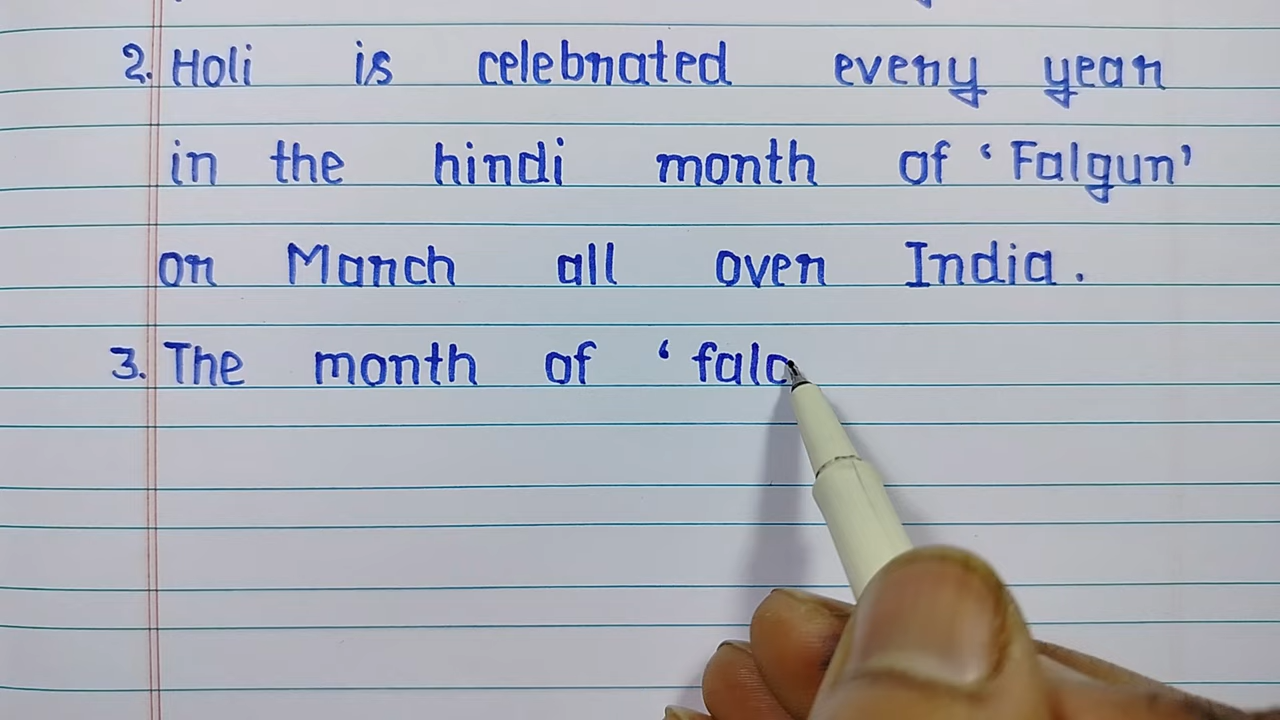 2. Holi is celebrated every year
in the hindi month of ‘Falgun’
or March all over India.
3. The month of ‘